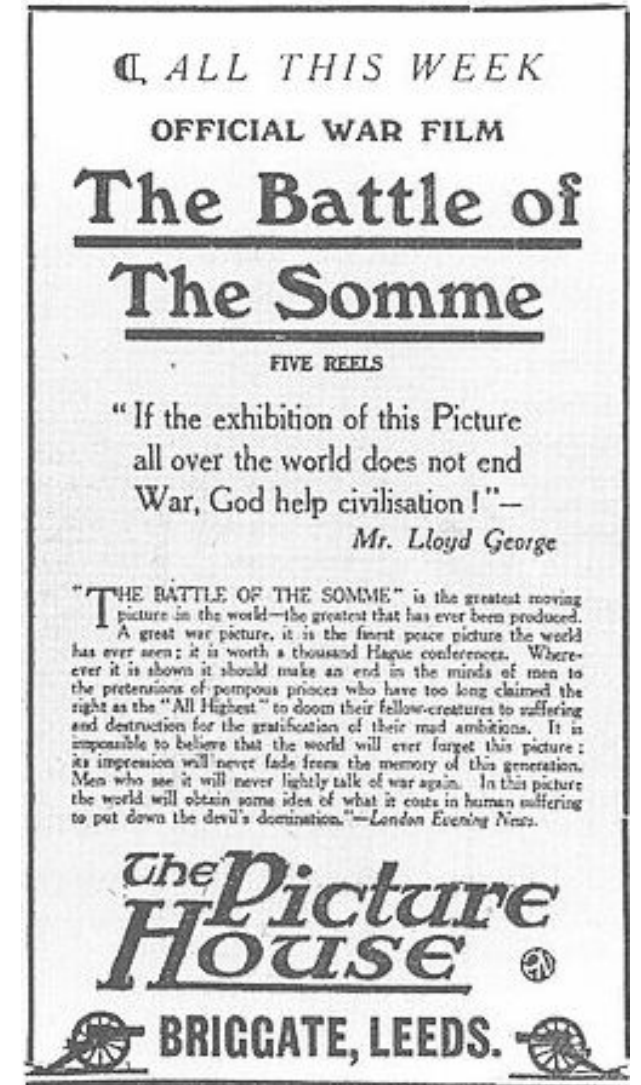 ALL THIS WEEK
OFFICIAL WAR FILM
The Battle of
The Somme
FIVE REELS
"If the exhibition of this Picture
all over the world does not end
War, God help civilisation!"—
Mr. Lloyd George
"THE BATTLE OF THE SOMME" is the greatest moving
picture in the world—the greatest that has ever been produced.
A great war picture, it is the finest peace picture the world
has ever seen; it is worth a thousand Hague conferences. Where-
ever it is shown it should make an end in the minds of men to
the pretensions of pompous princes who have too long claimed the
right as the "All Highest" to doom their fellow-creatures to suffering
and destruction for the gratification of their mad ambitions. It is
impossible to believe that the world will ever forget this picture;
its impression will never fade from the memory of this generation.
Men who see it will never lightly talk of war again. In this picture
the world will obtain some idea of what it costs in human suffering
to put down the devil's domination."—London Evening News.
The Picture
House
BRIGGATE, LEEDS.